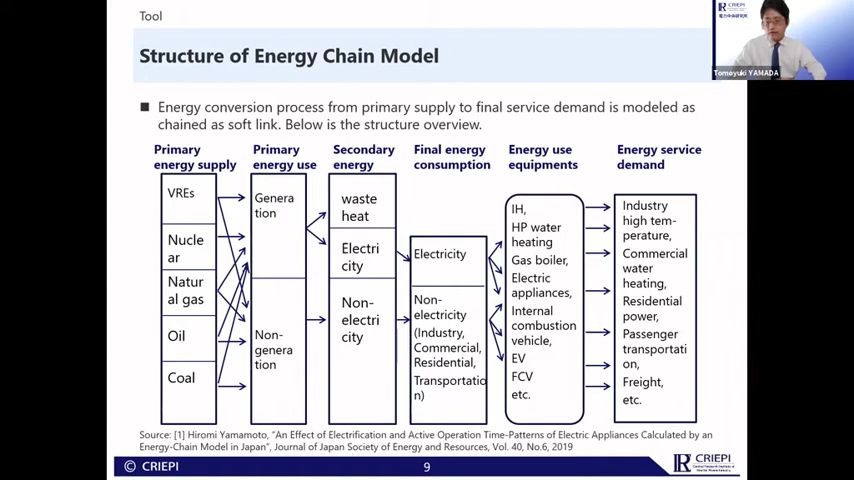 Tool
Structure of Energy Chain Model
CRIEPI
電力中央研究所
Tomoyuki YAMADA
Energy conversion process from primary supply to final service demand is modeled as
chained as soft link. Below is the structure overview.
Primary
energy supply
Primary
energy use
Secondary
energy
Final energy
consumption
Energy use
equipments
Energy service
demand
VREs
Nucle
ar
Natur
al gas
Oil
Coal
Genera
tion
Non-
genera
tion
waste
heat
Electri
city
Non-
electri
city
Electricity
Non-
electricity
(Industry,
Commercial,
Residential,
Transportatio
n)
IH,
HP water
heating
Gas boiler,
Electric
appliances,
Internal
combustion
vehicle,
EV
FCV
etc.
Industry
high tem-
perature,
Commercial
water
heating,
Residential
power,
Passenger
transportati
on,
Freight,
etc.
Source: [1] Hiromi Yamamoto, "An Effect of Electrification and Active Operation Time-Patterns of Electric Appliances Calculated by an
Energy-Chain Model in Japan", Journal of Japan Society of Energy and Resources, Vol. 40, No.6, 2019
© CRIEPI
9
CRIEPI